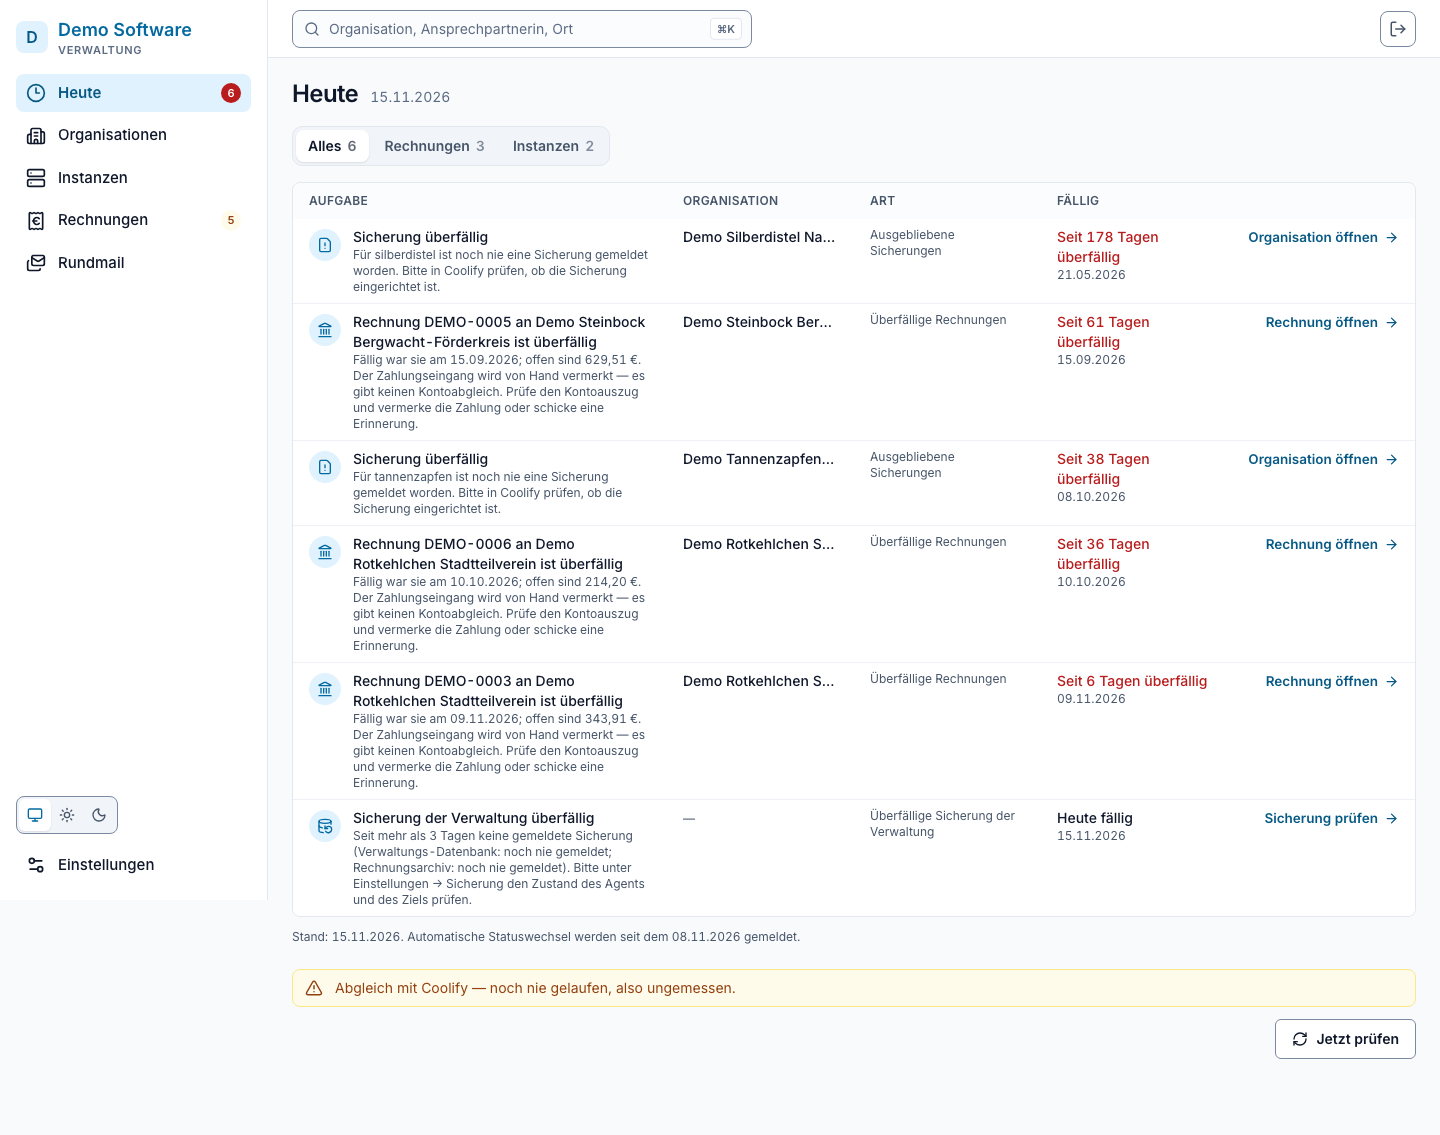 D
Demo Software
VERWALTUNG
Heute 6
Organisationen
Instanzen
Rechnungen 5
Rundmail
Einstellungen
Organisation, Ansprechpartnerin, Ort ⌘K
Heute 15.11.2026
Alles 6 Rechnungen 3 Instanzen 2
AUFGABE ORGANISATION ART FÄLLIG
Sicherung überfällig
Für silberdistel ist noch nie eine Sicherung gemeldet
worden. Bitte in Coolify prüfen, ob die Sicherung
eingerichtet ist.
Demo Silberdistel Na…
Ausgebliebene
Sicherungen
Seit 178 Tagen
überfällig
21.05.2026
Organisation öffnen →
Rechnung DEMO-0005 an Demo Steinbock
Bergwacht-Förderkreis ist überfällig
Fällig war sie am 15.09.2026; offen sind 629,51 €.
Der Zahlungseingang wird von Hand vermerkt — es
gibt keinen Kontoabgleich. Prüfe den Kontoauszug
und vermerke die Zahlung oder schicke eine
Erinnerung.
Demo Steinbock Ber…
Überfällige Rechnungen
Seit 61 Tagen
überfällig
15.09.2026
Rechnung öffnen →
Sicherung überfällig
Für tannenzapfen ist noch nie eine Sicherung
gemeldet worden. Bitte in Coolify prüfen, ob die
Sicherung eingerichtet ist.
Demo Tannenzapfen…
Ausgebliebene
Sicherungen
Seit 38 Tagen
überfällig
08.10.2026
Organisation öffnen →
Rechnung DEMO-0006 an Demo
Rotkehlchen Stadtteilverein ist überfällig
Fällig war sie am 10.10.2026; offen sind 214,20 €.
Der Zahlungseingang wird von Hand vermerkt — es
gibt keinen Kontoabgleich. Prüfe den Kontoauszug
und vermerke die Zahlung oder schicke eine
Erinnerung.
Demo Rotkehlchen S…
Überfällige Rechnungen
Seit 36 Tagen
überfällig
10.10.2026
Rechnung öffnen →
Rechnung DEMO-0003 an Demo
Rotkehlchen Stadtteilverein ist überfällig
Fällig war sie am 09.11.2026; offen sind 343,91 €.
Der Zahlungseingang wird von Hand vermerkt — es
gibt keinen Kontoabgleich. Prüfe den Kontoauszug
und vermerke die Zahlung oder schicke eine
Erinnerung.
Demo Rotkehlchen S…
Überfällige Rechnungen
Seit 6 Tagen überfällig
09.11.2026
Rechnung öffnen →
Sicherung der Verwaltung überfällig
Seit mehr als 3 Tagen keine gemeldete Sicherung
(Verwaltungs-Datenbank: noch nie gemeldet;
Rechnungsarchiv: noch nie gemeldet). Bitte unter
Einstellungen → Sicherung den Zustand des Agents
und des Ziels prüfen.
—
Überfällige Sicherung der
Verwaltung
Heute fällig
15.11.2026
Sicherung prüfen →
Stand: 15.11.2026. Automatische Statuswechsel werden seit dem 08.11.2026 gemeldet.
Abgleich mit Coolify — noch nie gelaufen, also ungemessen.
Jetzt prüfen